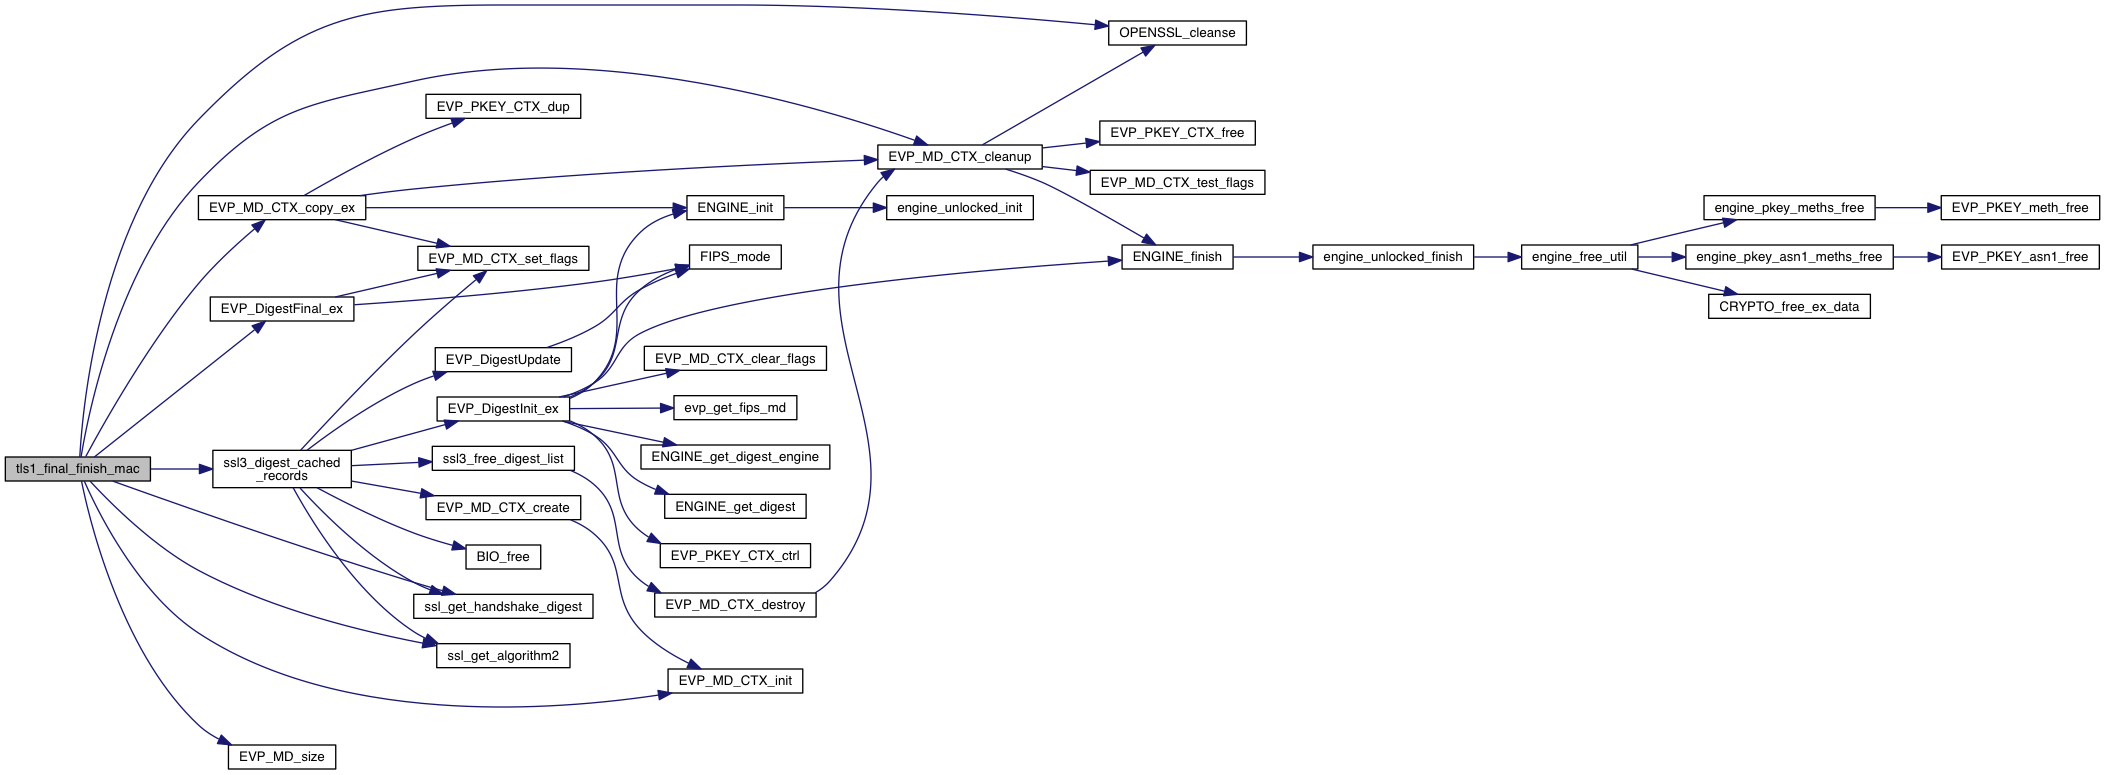 OPENSSL_cleanse
EVP_PKEY_CTX_dup
EVP_PKEY_CTX_free
EVP_MD_CTX_cleanup
EVP_MD_CTX_test_flags
EVP_MD_CTX_copy_ex
ENGINE_init
engine_unlocked_init
engine_pkey_meths_free
EVP_PKEY_meth_free
EVP_MD_CTX_set_flags
FIPS_mode
ENGINE_finish
engine_unlocked_finish
engine_free_util
engine_pkey_asn1_meths_free
EVP_PKEY_asn1_free
EVP_DigestFinal_ex
CRYPTO_free_ex_data
EVP_DigestUpdate
EVP_MD_CTX_clear_flags
EVP_DigestInit_ex
evp_get_fips_md
tls1_final_finish_mac
ssl3_digest_cached
_records
ssl3_free_digest_list
ENGINE_get_digest_engine
EVP_MD_CTX_create
ENGINE_get_digest
BIO_free
EVP_PKEY_CTX_ctrl
ssl_get_handshake_digest
EVP_MD_CTX_destroy
ssl_get_algorithm2
EVP_MD_CTX_init
EVP_MD_size